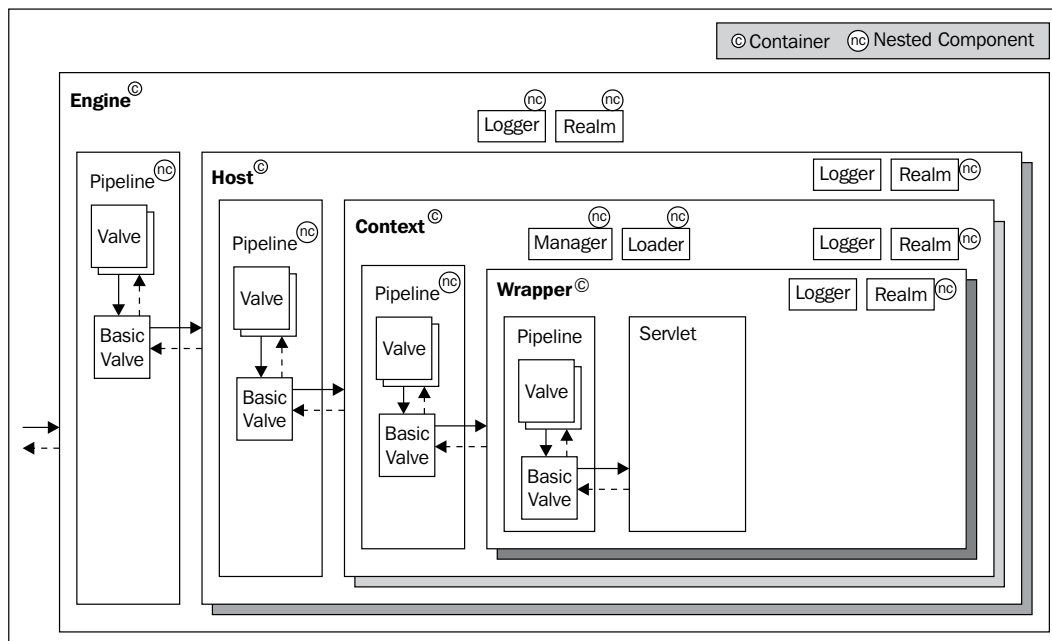 © Container nc Nested Component
Engine ©
nc nc
Logger Realm
Pipeline nc
Host ©
Logger Realm nc
Valve
Pipeline nc
Context ©
nc nc
Manager Loader
Logger Realm nc
Valve
Pipeline nc
Wrapper ©
Logger Realm nc
Basic
Valve
Valve
Pipeline
Servlet
Basic
Valve
Valve
Basic
Valve
Basic
Valve